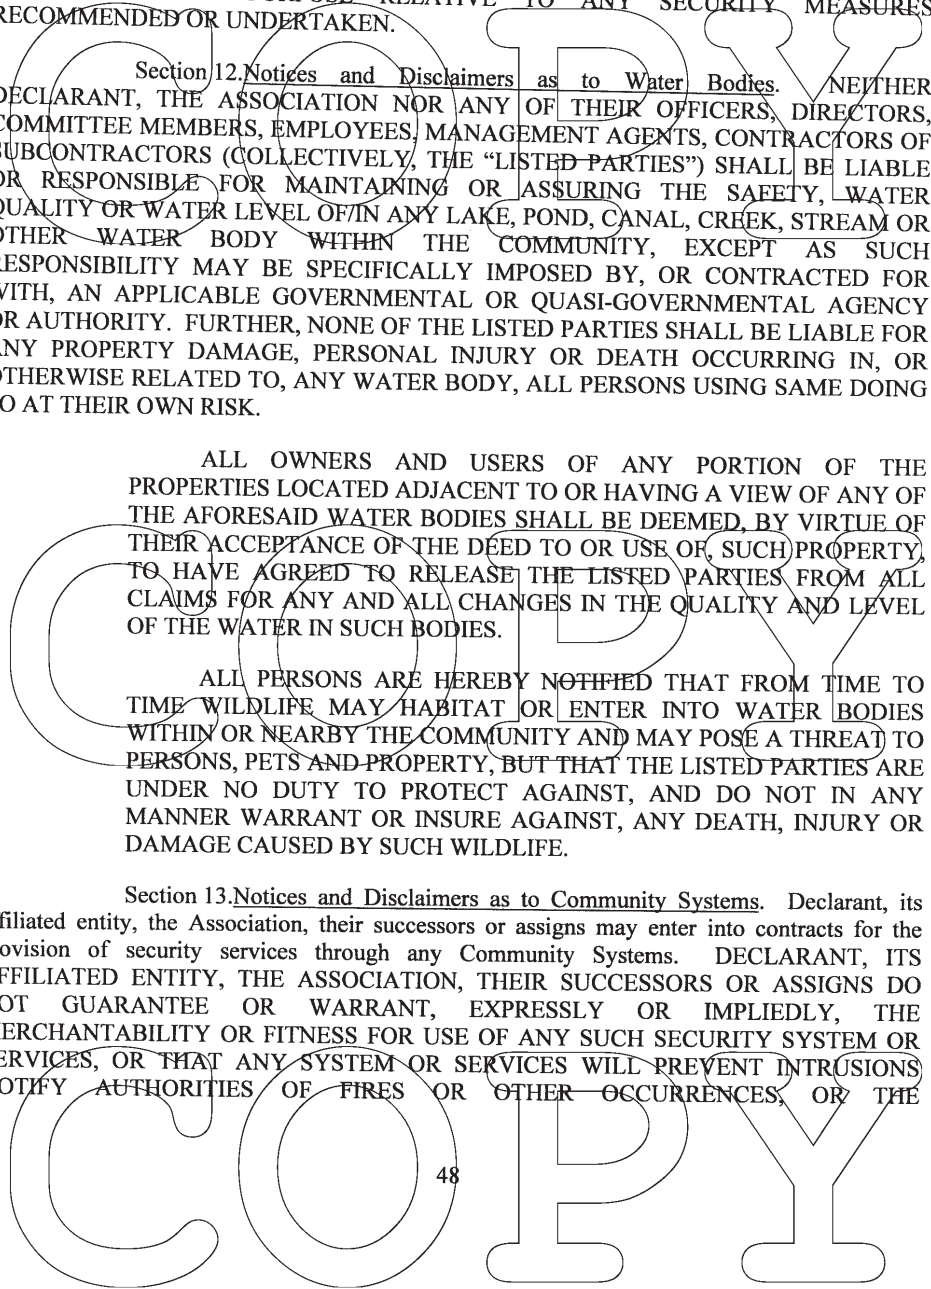 RPOSE RELATIVE TO ANY SECURITY MEASURES
RECOMMENDED OR UNDERTAKEN.
Section 12.Notices and Disclaimers as to Water Bodies. NEITHER
DECLARANT, THE ASSOCIATION NOR ANY OF THEIR OFFICERS, DIRECTORS,
COMMITTEE MEMBERS, EMPLOYEES, MANAGEMENT AGENTS, CONTRACTORS OF
SUBCONTRACTORS (COLLECTIVELY, THE “LISTED PARTIES”) SHALL BE LIABLE
OR RESPONSIBLE FOR MAINTAINING OR ASSURING THE SAFETY, WATER
QUALITY OR WATER LEVEL OF/IN ANY LAKE, POND, CANAL, CREEK, STREAM OR
OTHER WATER BODY WITHIN THE COMMUNITY, EXCEPT AS SUCH
RESPONSIBILITY MAY BE SPECIFICALLY IMPOSED BY, OR CONTRACTED FOR
WITH, AN APPLICABLE GOVERNMENTAL OR QUASI-GOVERNMENTAL AGENCY
OR AUTHORITY. FURTHER, NONE OF THE LISTED PARTIES SHALL BE LIABLE FOR
ANY PROPERTY DAMAGE, PERSONAL INJURY OR DEATH OCCURRING IN, OR
OTHERWISE RELATED TO, ANY WATER BODY, ALL PERSONS USING SAME DOING
SO AT THEIR OWN RISK.
ALL OWNERS AND USERS OF ANY PORTION OF THE
PROPERTIES LOCATED ADJACENT TO OR HAVING A VIEW OF ANY OF
THE AFORESAID WATER BODIES SHALL BE DEEMED, BY VIRTUE OF
THEIR ACCEPTANCE OF THE DEED TO OR USE OF, SUCH PROPERTY,
TO HAVE AGREED TO RELEASE THE LISTED PARTIES FROM ALL
CLAIMS FOR ANY AND ALL CHANGES IN THE QUALITY AND LEVEL
OF THE WATER IN SUCH BODIES.
ALL PERSONS ARE HEREBY NOTIFIED THAT FROM TIME TO
TIME WILDLIFE MAY HABITAT OR ENTER INTO WATER BODIES
WITHIN OR NEARBY THE COMMUNITY AND MAY POSE A THREAT TO
PERSONS, PETS AND PROPERTY, BUT THAT THE LISTED PARTIES ARE
UNDER NO DUTY TO PROTECT AGAINST, AND DO NOT IN ANY
MANNER WARRANT OR INSURE AGAINST, ANY DEATH, INJURY OR
DAMAGE CAUSED BY SUCH WILDLIFE.
Section 13.Notices and Disclaimers as to Community Systems. Declarant, its
ffiliated entity, the Association, their successors or assigns may enter into contracts for the
ovision of security services through any Community Systems. DECLARANT, ITS
FFILIATED ENTITY, THE ASSOCIATION, THEIR SUCCESSORS OR ASSIGNS DO
OT GUARANTEE OR WARRANT, EXPRESSLY OR IMPLIEDLY, THE
ERCHANTABILITY OR FITNESS FOR USE OF ANY SUCH SECURITY SYSTEM OR
ERVICES, OR THAT ANY SYSTEM OR SERVICES WILL PREVENT INTRUSIONS
OTIFY AUTHORITIES OF FIRES OR OTHER OCCURRENCES, OR THE
48
COPY
COPY
COPY